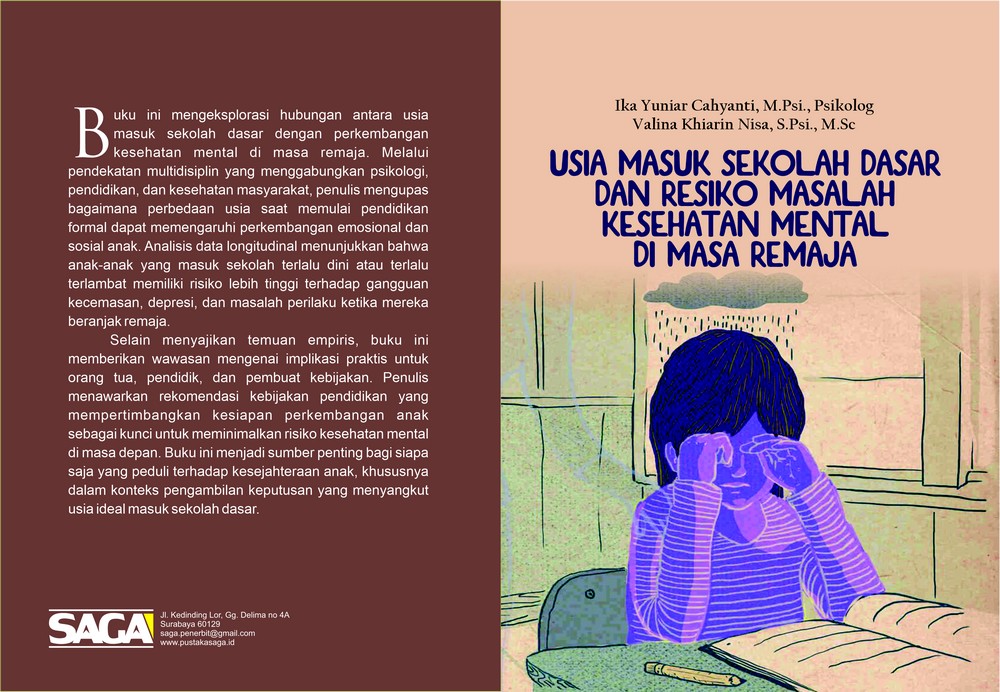 Buku ini mengeksplorasi hubungan antara usia
masuk sekolah dasar dengan perkembangan
kesehatan mental di masa remaja. Melalui
pendekatan multidisiplin yang menggabungkan psikologi,
pendidikan, dan kesehatan masyarakat, penulis mengupas
bagaimana perbedaan usia saat memulai pendidikan
formal dapat memengaruhi perkembangan emosional dan
sosial anak. Analisis data longitudinal menunjukkan bahwa
anak-anak yang masuk sekolah terlalu dini atau terlalu
terlambat memiliki risiko lebih tinggi terhadap gangguan
kecemasan, depresi, dan masalah perilaku ketika mereka
beranjak remaja.
Selain menyajikan temuan empiris, buku ini
memberikan wawasan mengenai implikasi praktis untuk
orang tua, pendidik, dan pembuat kebijakan. Penulis
menawarkan rekomendasi kebijakan pendidikan yang
mempertimbangkan kesiapan perkembangan anak
sebagai kunci untuk meminimalkan risiko kesehatan mental
di masa depan. Buku ini menjadi sumber penting bagi siapa
saja yang peduli terhadap kesejahteraan anak, khususnya
dalam konteks pengambilan keputusan yang menyangkut
usia ideal masuk sekolah dasar.
SAGA
Jl. Kedinding Lor, Gg. Delima no 4A
Surabaya 60129
saga.penerbit@gmail.com
www.pustakasaga.id
Ika Yuniar Cahyanti, M.Psi., Psikolog
Valina Khiarin Nisa, S.Psi., M.Sc
USIA MASUK SEKOLAH DASAR
DAN RESIKO MASALAH
KESEHATAN MENTAL
DI MASA REMAJA